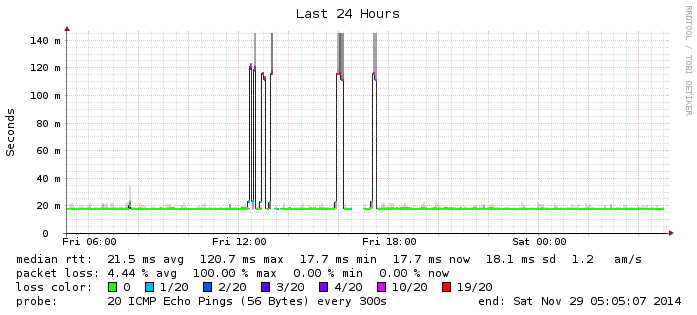 Last 24 Hours
RRDTOOL / TOBI OETIKER
Seconds
140 m
120 m
100 m
80 m
60 m
40 m
20 m
0
Fri 06:00 Fri 12:00 Fri 18:00 Sat 00:00
median rtt: 21.5 ms avg 120.7 ms max 17.7 ms min 17.7 ms now 18.1 ms sd 1.2 am/s
packet loss: 4.44 % avg 100.00 % max 0.00 % min 0.00 % now
loss color: 0 1/20 2/20 3/20 4/20 10/20 19/20
probe: 20 ICMP Echo Pings (56 Bytes) every 300s end: Sat Nov 29 05:05:07 2014